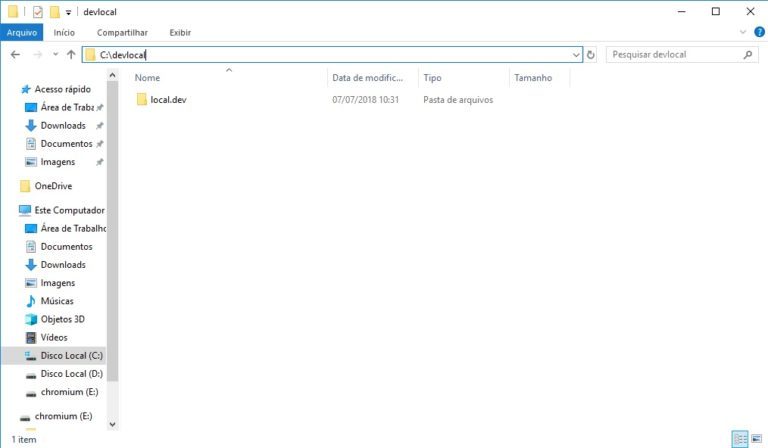 devlocal
Arquivo Início Compartilhar Exibir
C:\devlocal Pesquisar devlocal
Nome Data de modific... Tipo Tamanho
local.dev 07/07/2018 10:31 Pasta de arquivos
Acesso rápido
Área de Traba
Downloads
Documentos
Imagens
OneDrive
Este Computador
Área de Trabalho
Documentos
Downloads
Imagens
Músicas
Objetos 3D
Vídeos
Disco Local (C:)
Disco Local (D:)
chromium (E:)
chromium (E:)
1 item